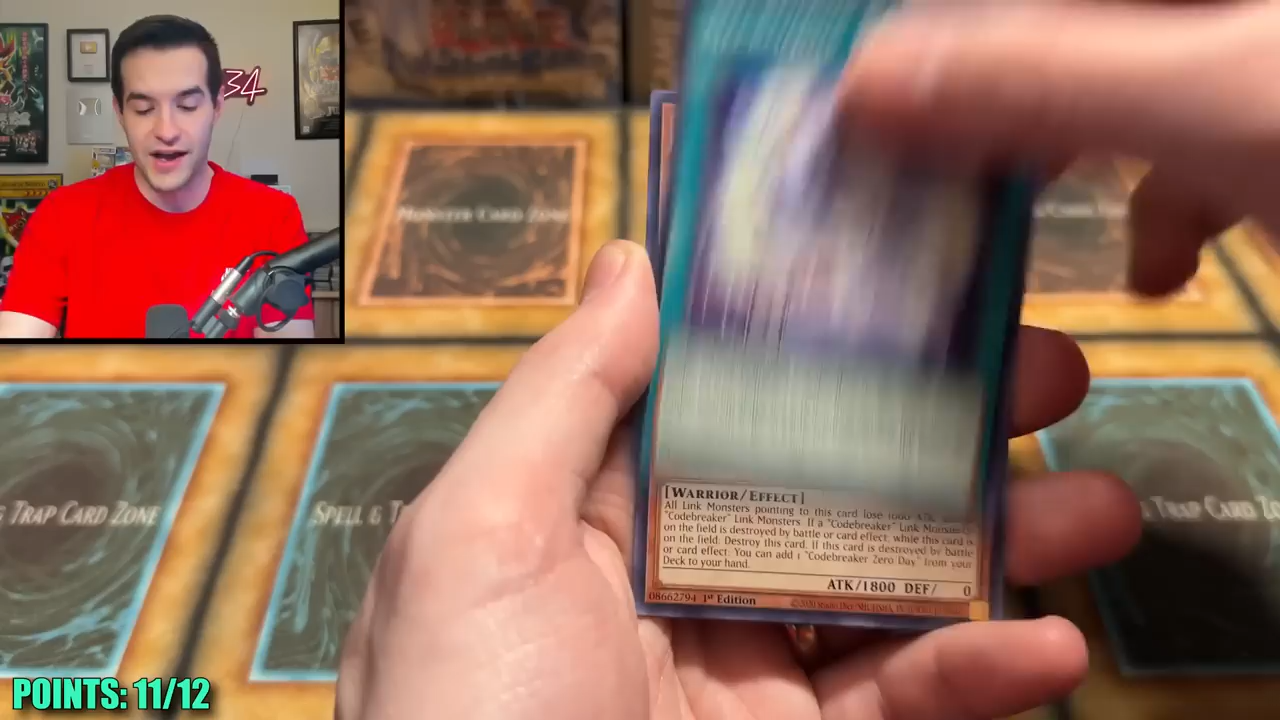 34
MONSTER CARD ZONE
G TRAP CARD ZONE
SPELL G T
G TRAP CARD ZO
[WARRIOR/EFFECT]
All Link Monsters pointing to this card lose 1000 ATK
"Codebreaker" Link Monsters. If a "Codebreaker" Link Monster
on the field is destroyed by battle or card effect, while this card is
on the field: Destroy this card. If this card is destroyed by battle
or card effect: You can add 1 "Codebreaker Zero Day" from your
Deck to your hand.
ATK/1800 DEF/ 0
08662794 1st Edition
POINTS: 11/12